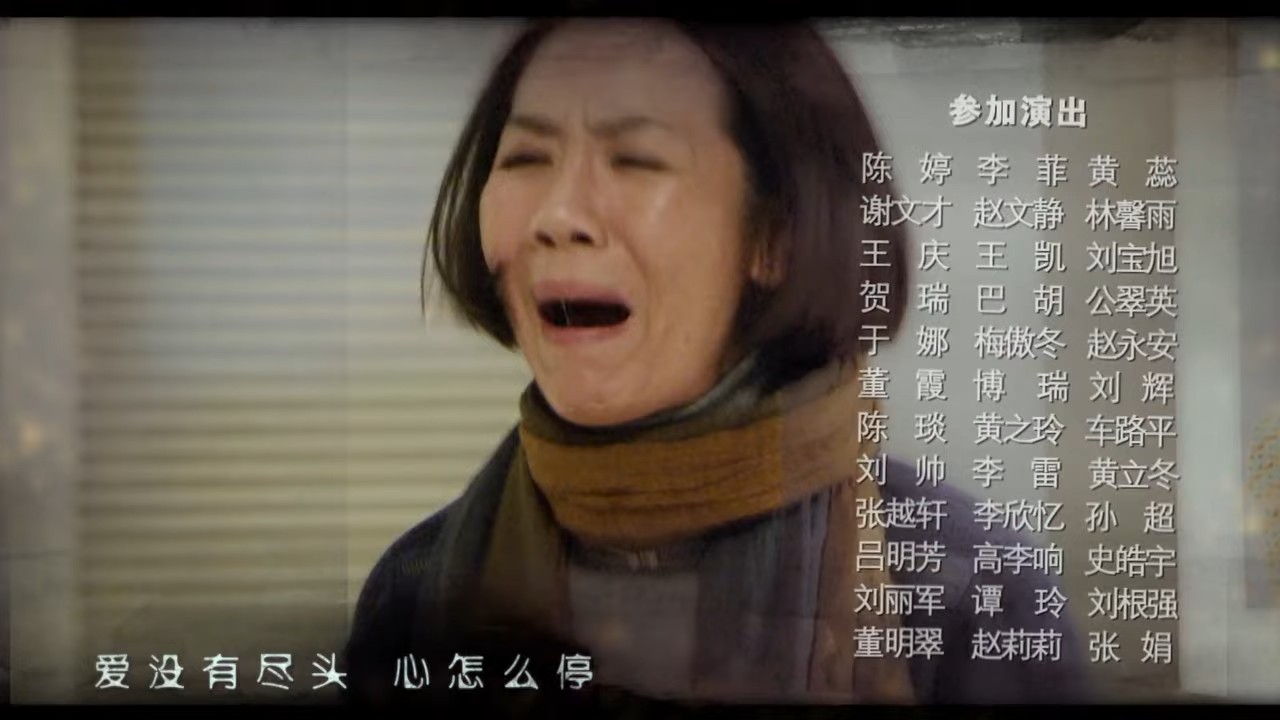 参加演出
陈婷 李菲 黄蕊
谢文才 赵文静 林馨雨
王庆 王凯 刘宝旭
贺瑞 巴胡 公翠英
于娜 梅傲冬 赵永安
董霞 博瑞 刘辉
陈琰 黄之玲 车路平
刘帅 李雷 黄立冬
张越轩 李欣忆 孙超
吕明芳 高李响 史皓宇
刘丽军 谭玲 刘根强
董明翠 赵莉莉 张娟
爱没有尽头 心怎么停